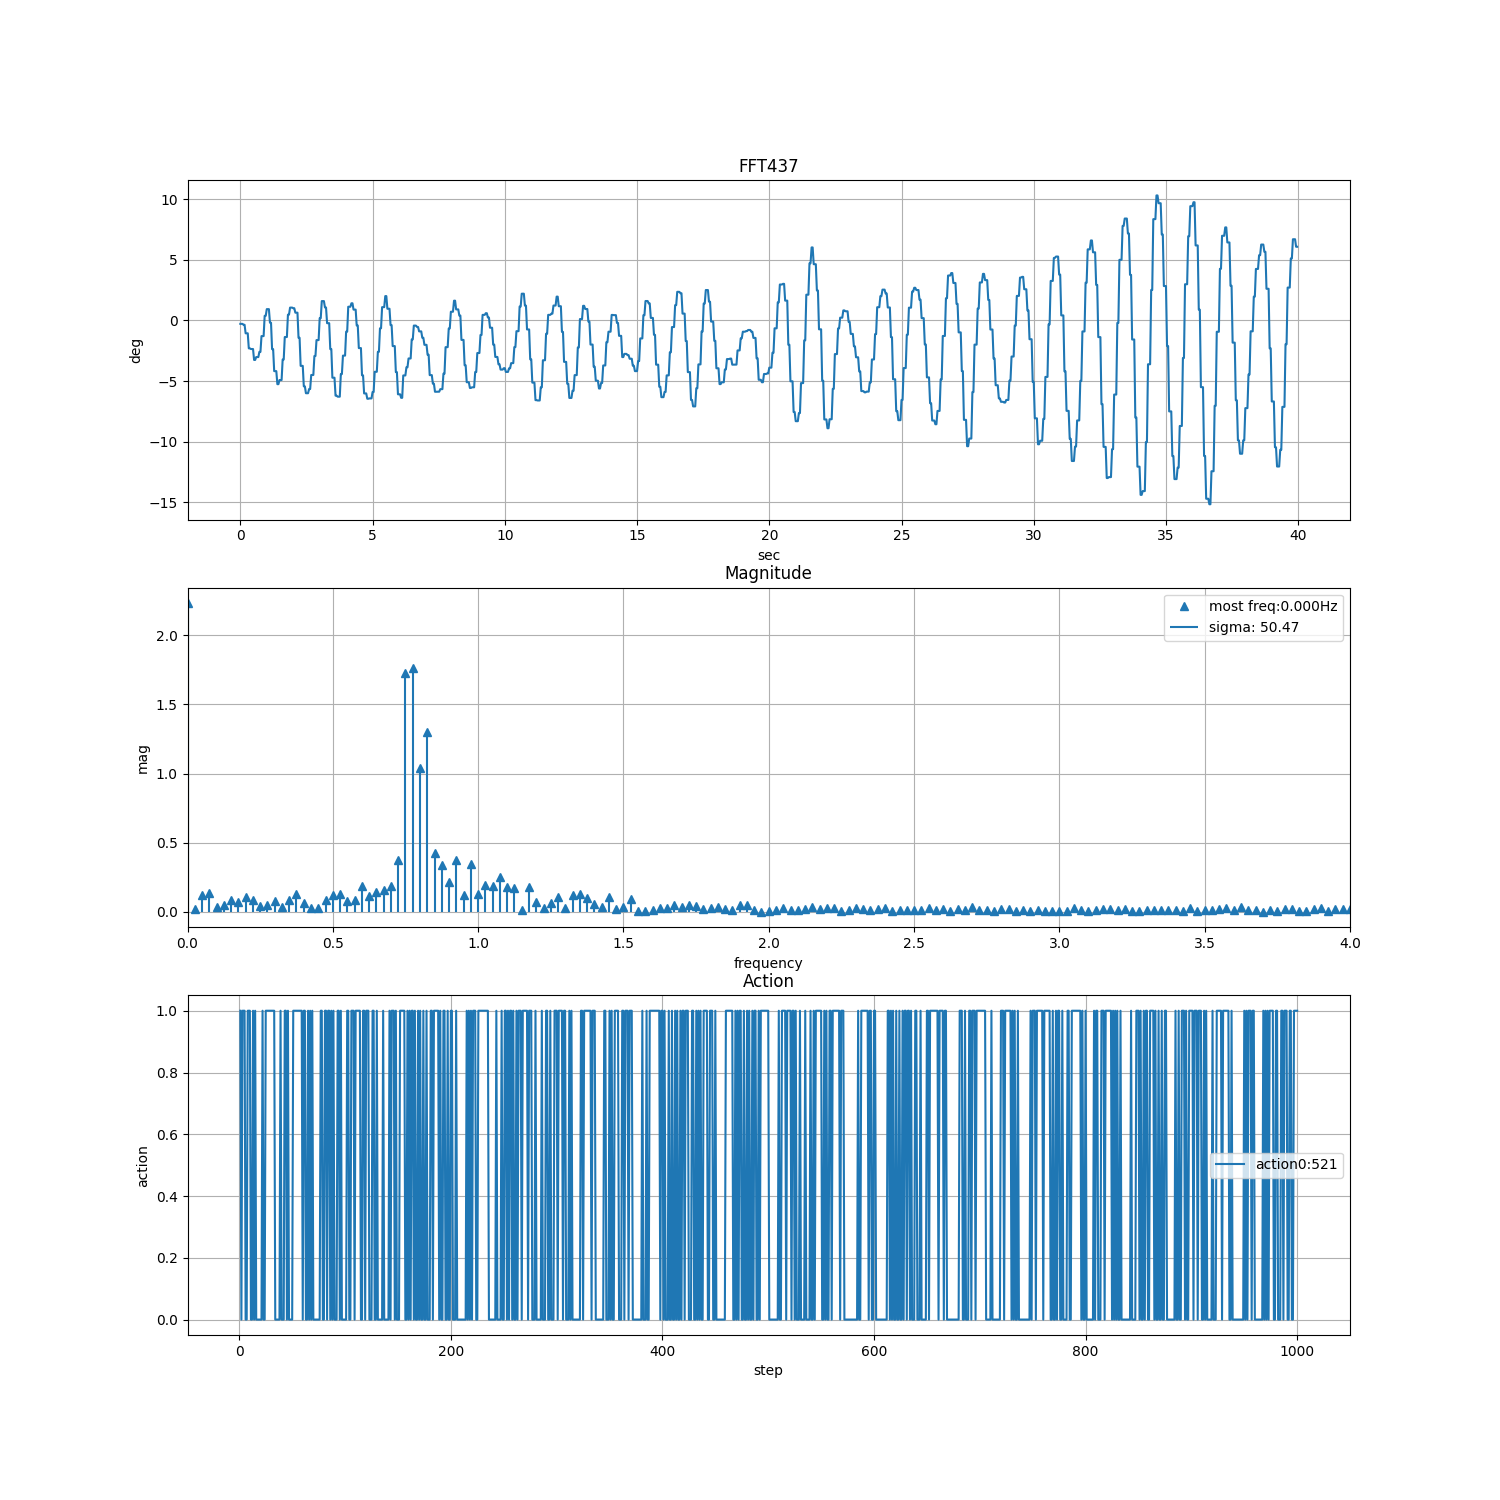 FFT437
10
5
0
−5
−10
−15
deg
0 5 10 15 20 25 30 35 40
sec
Magnitude
most freq:0.000Hz
sigma: 50.47
2.0
1.5
1.0
0.5
0.0
mag
0.0 0.5 1.0 1.5 2.0 2.5 3.0 3.5 4.0
frequency
Action
1.0
0.8
0.6
0.4
0.2
0.0
action
action0:521
0 200 400 600 800 1000
step